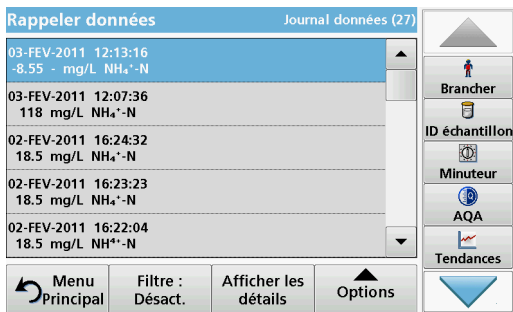 Rappeler données
Journal données (27)
03-FEV-2011 12:13:16
-8.55 - mg/L NH₄⁺-N
03-FEV-2011 12:07:36
118 mg/L NH₄⁺-N
02-FEV-2011 16:24:32
18.5 mg/L NH₄⁺-N
02-FEV-2011 16:23:23
18.5 mg/L NH₄⁺-N
02-FEV-2011 16:22:04
18.5 mg/L NH⁴⁺-N
Menu
Principal
Filtre :
Désact.
Afficher les
détails
Options
Brancher
ID échantillon
Minuteur
AQA
Tendances